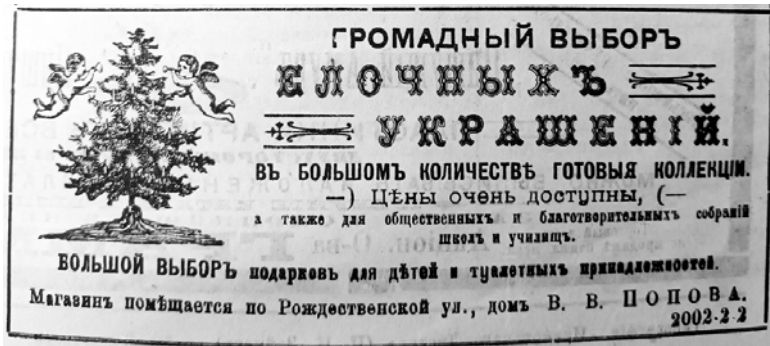 ГРОМАДНЫЙ ВЫБОРЪ
ЕЛОЧНЫХЪ
УКРАШЕНІЙ.
ВЪ БОЛЬШОМЪ КОЛИЧЕСТВѢ ГОТОВЫЯ КОЛЛЕКЦІИ.
—) Цѣны очень доступны, (—
а также для общественныхъ и благотворительныхъ собраній
школъ и училищъ.
БОЛЬШОЙ ВЫБОРЪ подарковъ для дѣтей и туалетныхъ принадлежностей.
Магазинъ помѣщается по Рождественской ул., домъ В. В. ПОПОВА.
2002-2-2